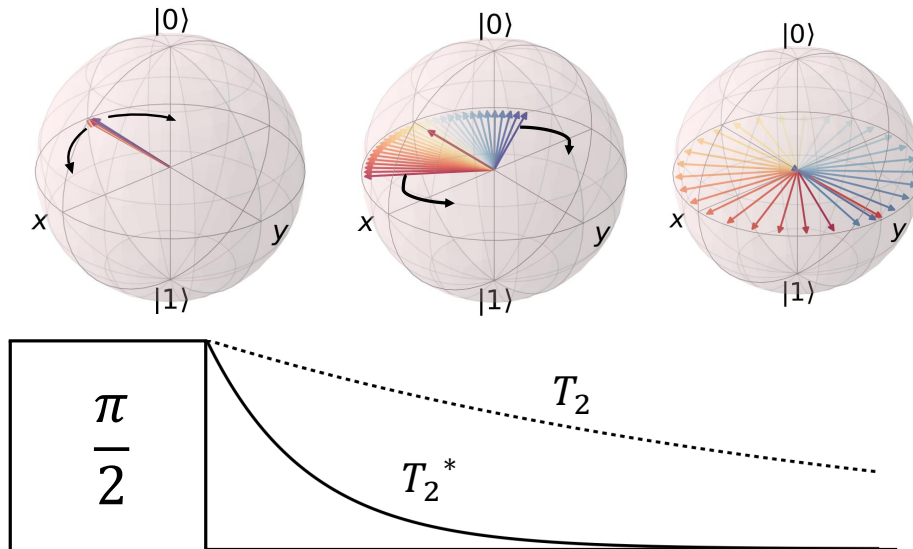 |0⟩ |0⟩ |0⟩
x y x y x y
|1⟩ |1⟩ |1⟩
π/2
T₂
T₂*